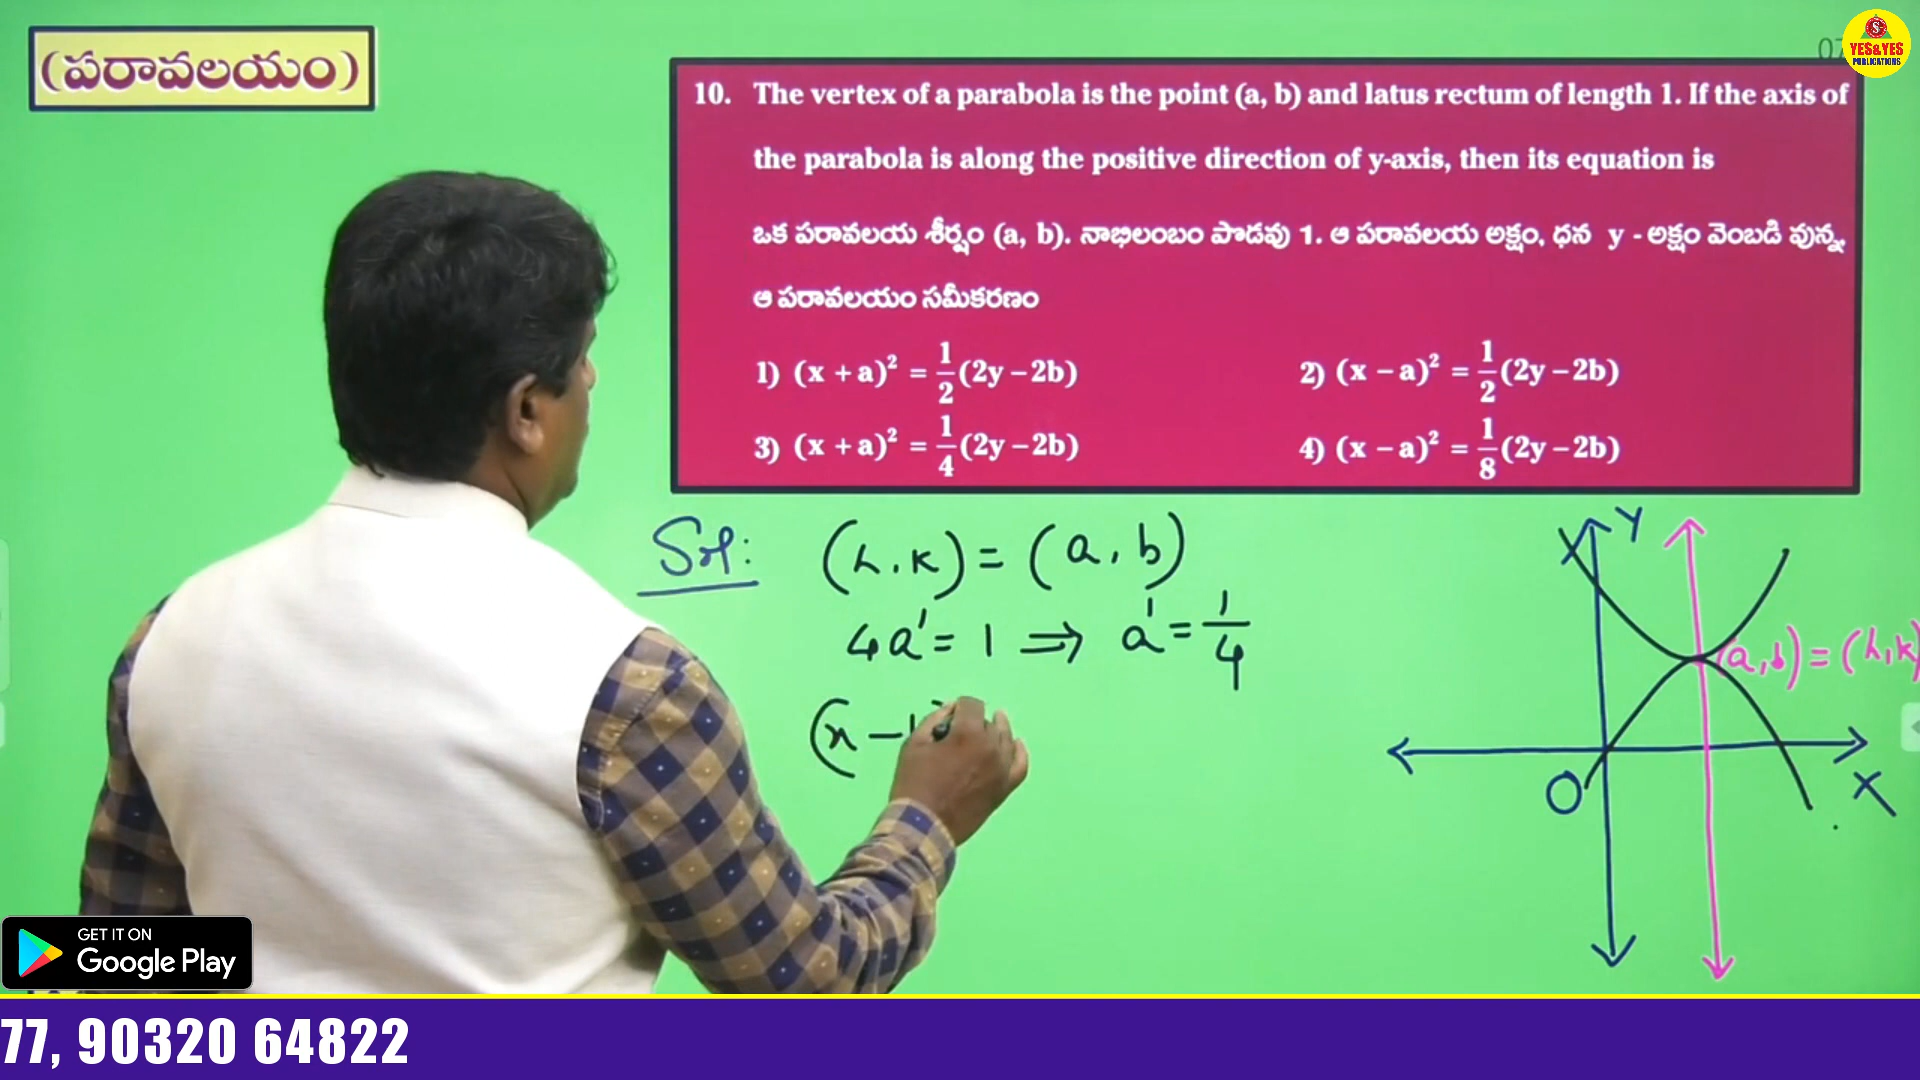 (పరావలయం)
07
YES&YES
PUBLICATIONS
10. The vertex of a parabola is the point (a, b) and latus rectum of length 1. If the axis of
the parabola is along the positive direction of y-axis, then its equation is
ఒక పరావలయ శీర్షం (a, b). నాభిలంబం పొడవు 1. ఆ పరావలయ అక్షం, ధన y - అక్షం వెంబడి వున్న,
ఆ పరావలయం సమీకరణం
1) (x + a)² = 1/2 (2y – 2b) 2) (x – a)² = 1/2 (2y – 2b)
3) (x + a)² = 1/4 (2y – 2b) 4) (x – a)² = 1/8 (2y – 2b)
Sol: (h, k) = (a, b)
4a' = 1 ⇒ a' = 1/4
(x –
Y
(a, b) = (h, k)
O
X
GET IT ON
Google Play
77, 90320 64822